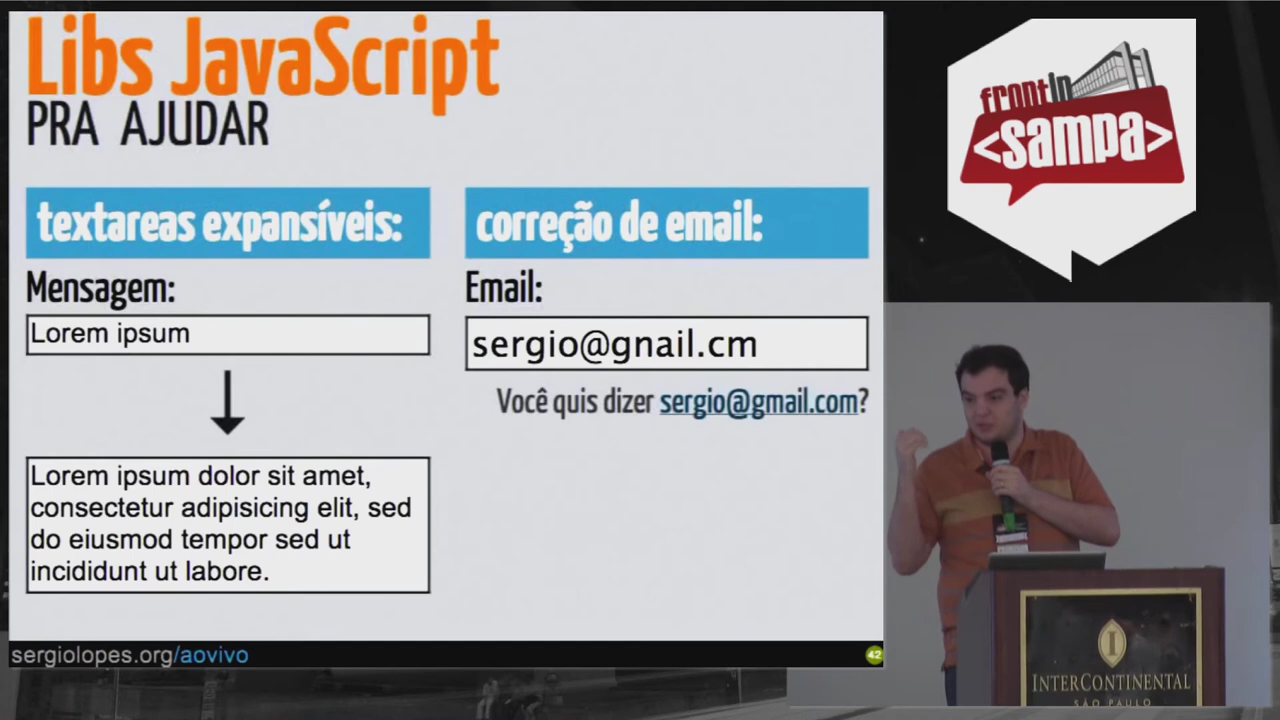 Libs JavaScript
PRA AJUDAR
textareas expansíveis:
Mensagem:
Lorem ipsum
Lorem ipsum dolor sit amet,
consectetur adipisicing elit, sed
do eiusmod tempor sed ut
incididunt ut labore.
correção de email:
Email:
sergio@gnail.cm
Você quis dizer sergio@gmail.com?
sergiolopes.org/aovivo
42
frontin
<sampa>
I
INTERCONTINENTAL
SÃO PAULO